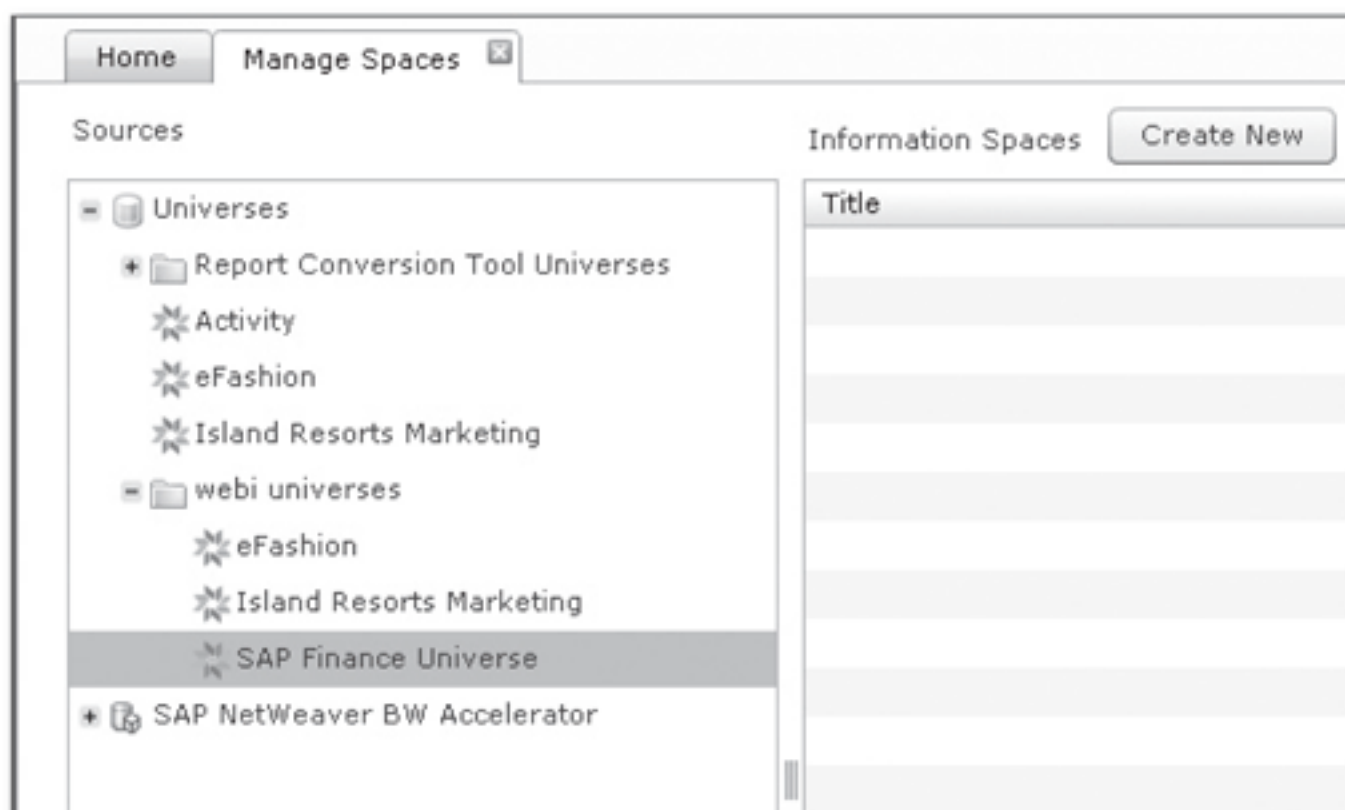 Home
Manage Spaces
Sources
Universes
Report Conversion Tool Universes
Activity
eFashion
Island Resorts Marketing
webi universes
eFashion
Island Resorts Marketing
SAP Finance Universe
SAP NetWeaver BW Accelerator
Information Spaces
Create New
Title